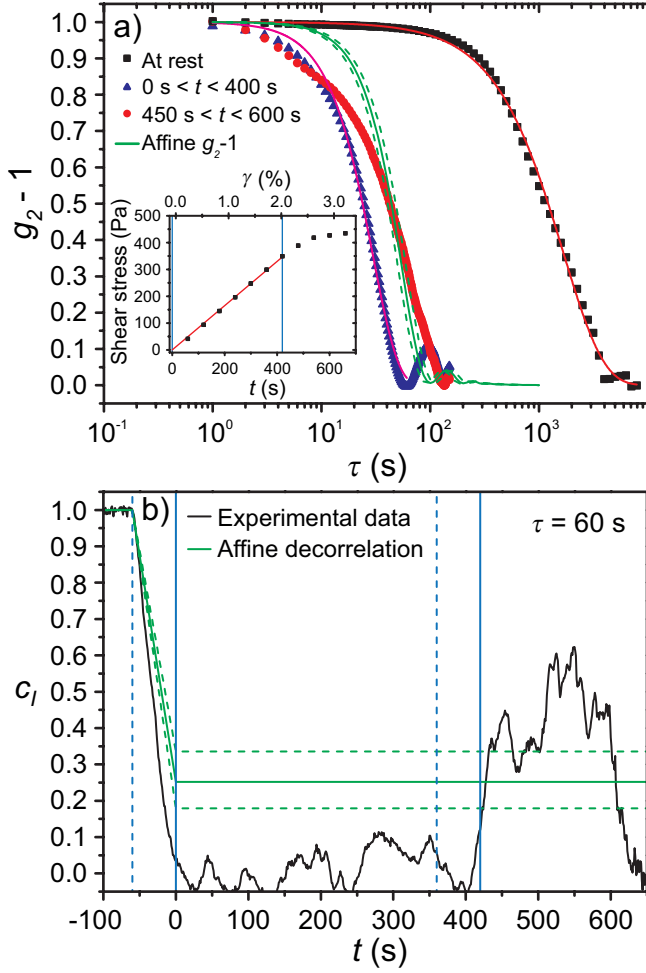 a)
At rest
0 s < t < 400 s
450 s < t < 600 s
Affine g₂-1
g₂ - 1
1.0
0.9
0.8
0.7
0.6
0.5
0.4
0.3
0.2
0.1
0.0
γ (%)
0.0 1.0 2.0 3.0
Shear stress (Pa)
500
400
300
200
100
0
0 200 400 600
t (s)
10⁻¹ 10⁰ 10¹ 10² 10³
τ (s)
b)
Experimental data
Affine decorrelation
τ = 60 s
c_I
1.0
0.9
0.8
0.7
0.6
0.5
0.4
0.3
0.2
0.1
0.0
-100 0 100 200 300 400 500 600
t (s)